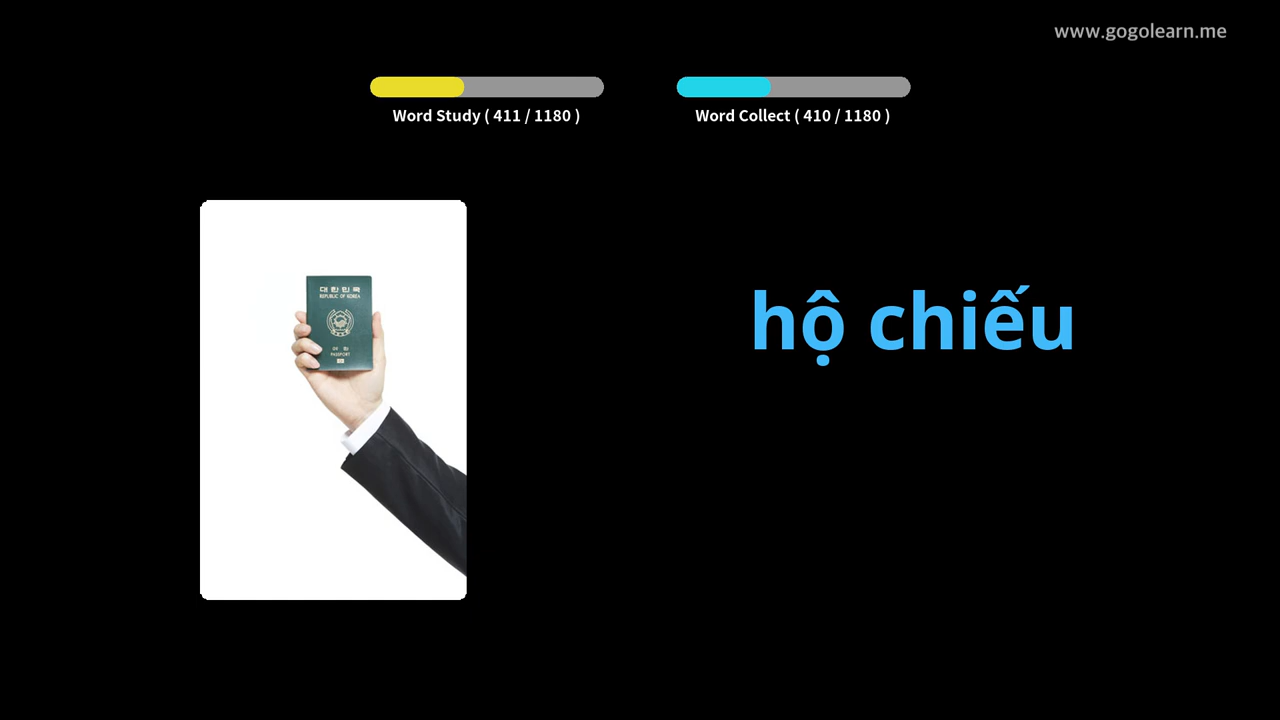 www.gogolearn.me
Word Study ( 411 / 1180 )
Word Collect ( 410 / 1180 )
hộ chiếu
대한민국
REPUBLIC OF KOREA
PASSPORT